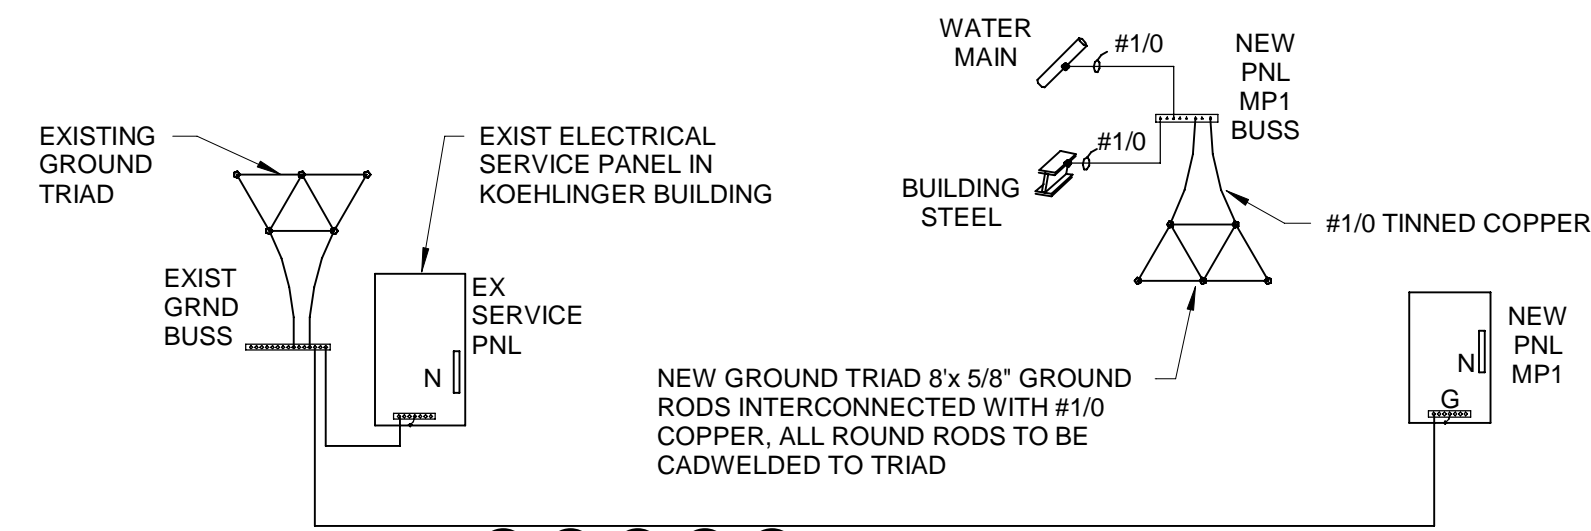 WATER
MAIN
#1/0
NEW
PNL
MP1
BUSS
EXISTING
GROUND
TRIAD
EXIST ELECTRICAL
SERVICE PANEL IN
KOEHLINGER BUILDING
#1/0
BUILDING
STEEL
#1/0 TINNED COPPER
EXIST
GRND
BUSS
EX
SERVICE
PNL
N
NEW GROUND TRIAD 8'x 5/8" GROUND
RODS INTERCONNECTED WITH #1/0
COPPER, ALL ROUND RODS TO BE
CADWELDED TO TRIAD
NEW
PNL
MP1
N
G